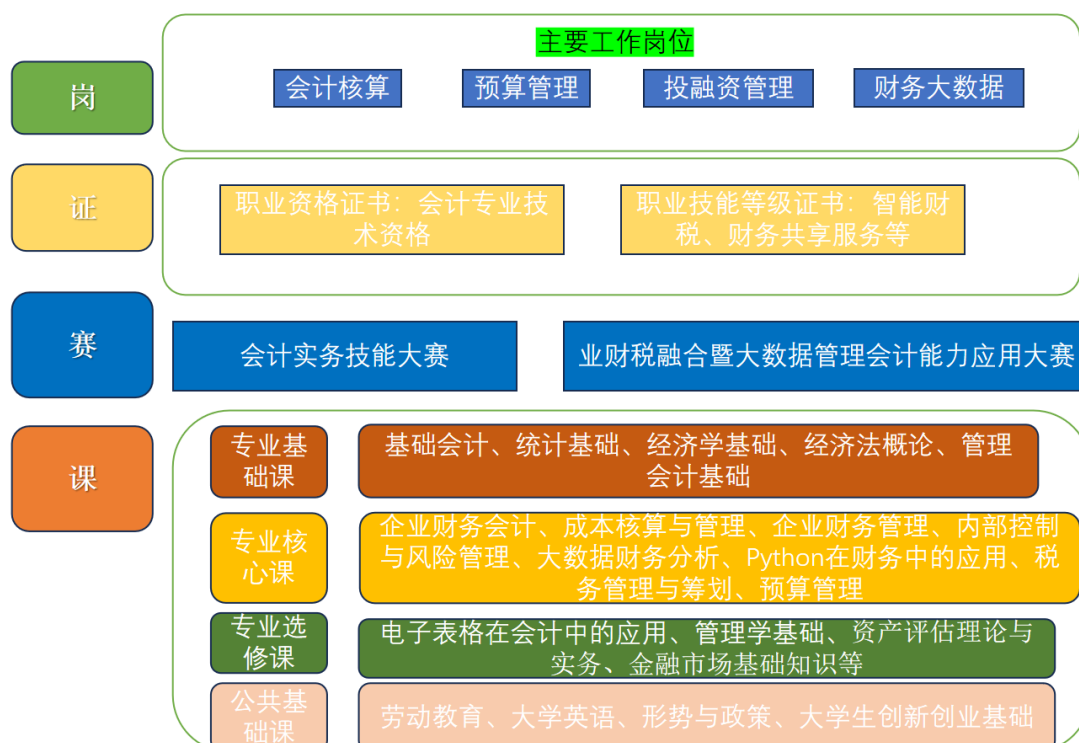 岗
主要工作岗位
会计核算
预算管理
投融资管理
财务大数据
证
职业资格证书：会计专业技
术资格
职业技能等级证书：智能财
税、财务共享服务等
赛
会计实务技能大赛
业财税融合暨大数据管理会计能力应用大赛
课
专业基
础课
基础会计、统计基础、经济学基础、经济法概论、管理
会计基础
专业核
心课
企业财务会计、成本核算与管理、企业财务管理、内部控制
与风险管理、大数据财务分析、Python在财务中的应用、税
务管理与筹划、预算管理
专业选
修课
电子表格在会计中的应用、管理学基础、资产评估理论与
实务、金融市场基础知识等
公共基
础课
劳动教育、大学英语、形势与政策、大学生创新创业基础